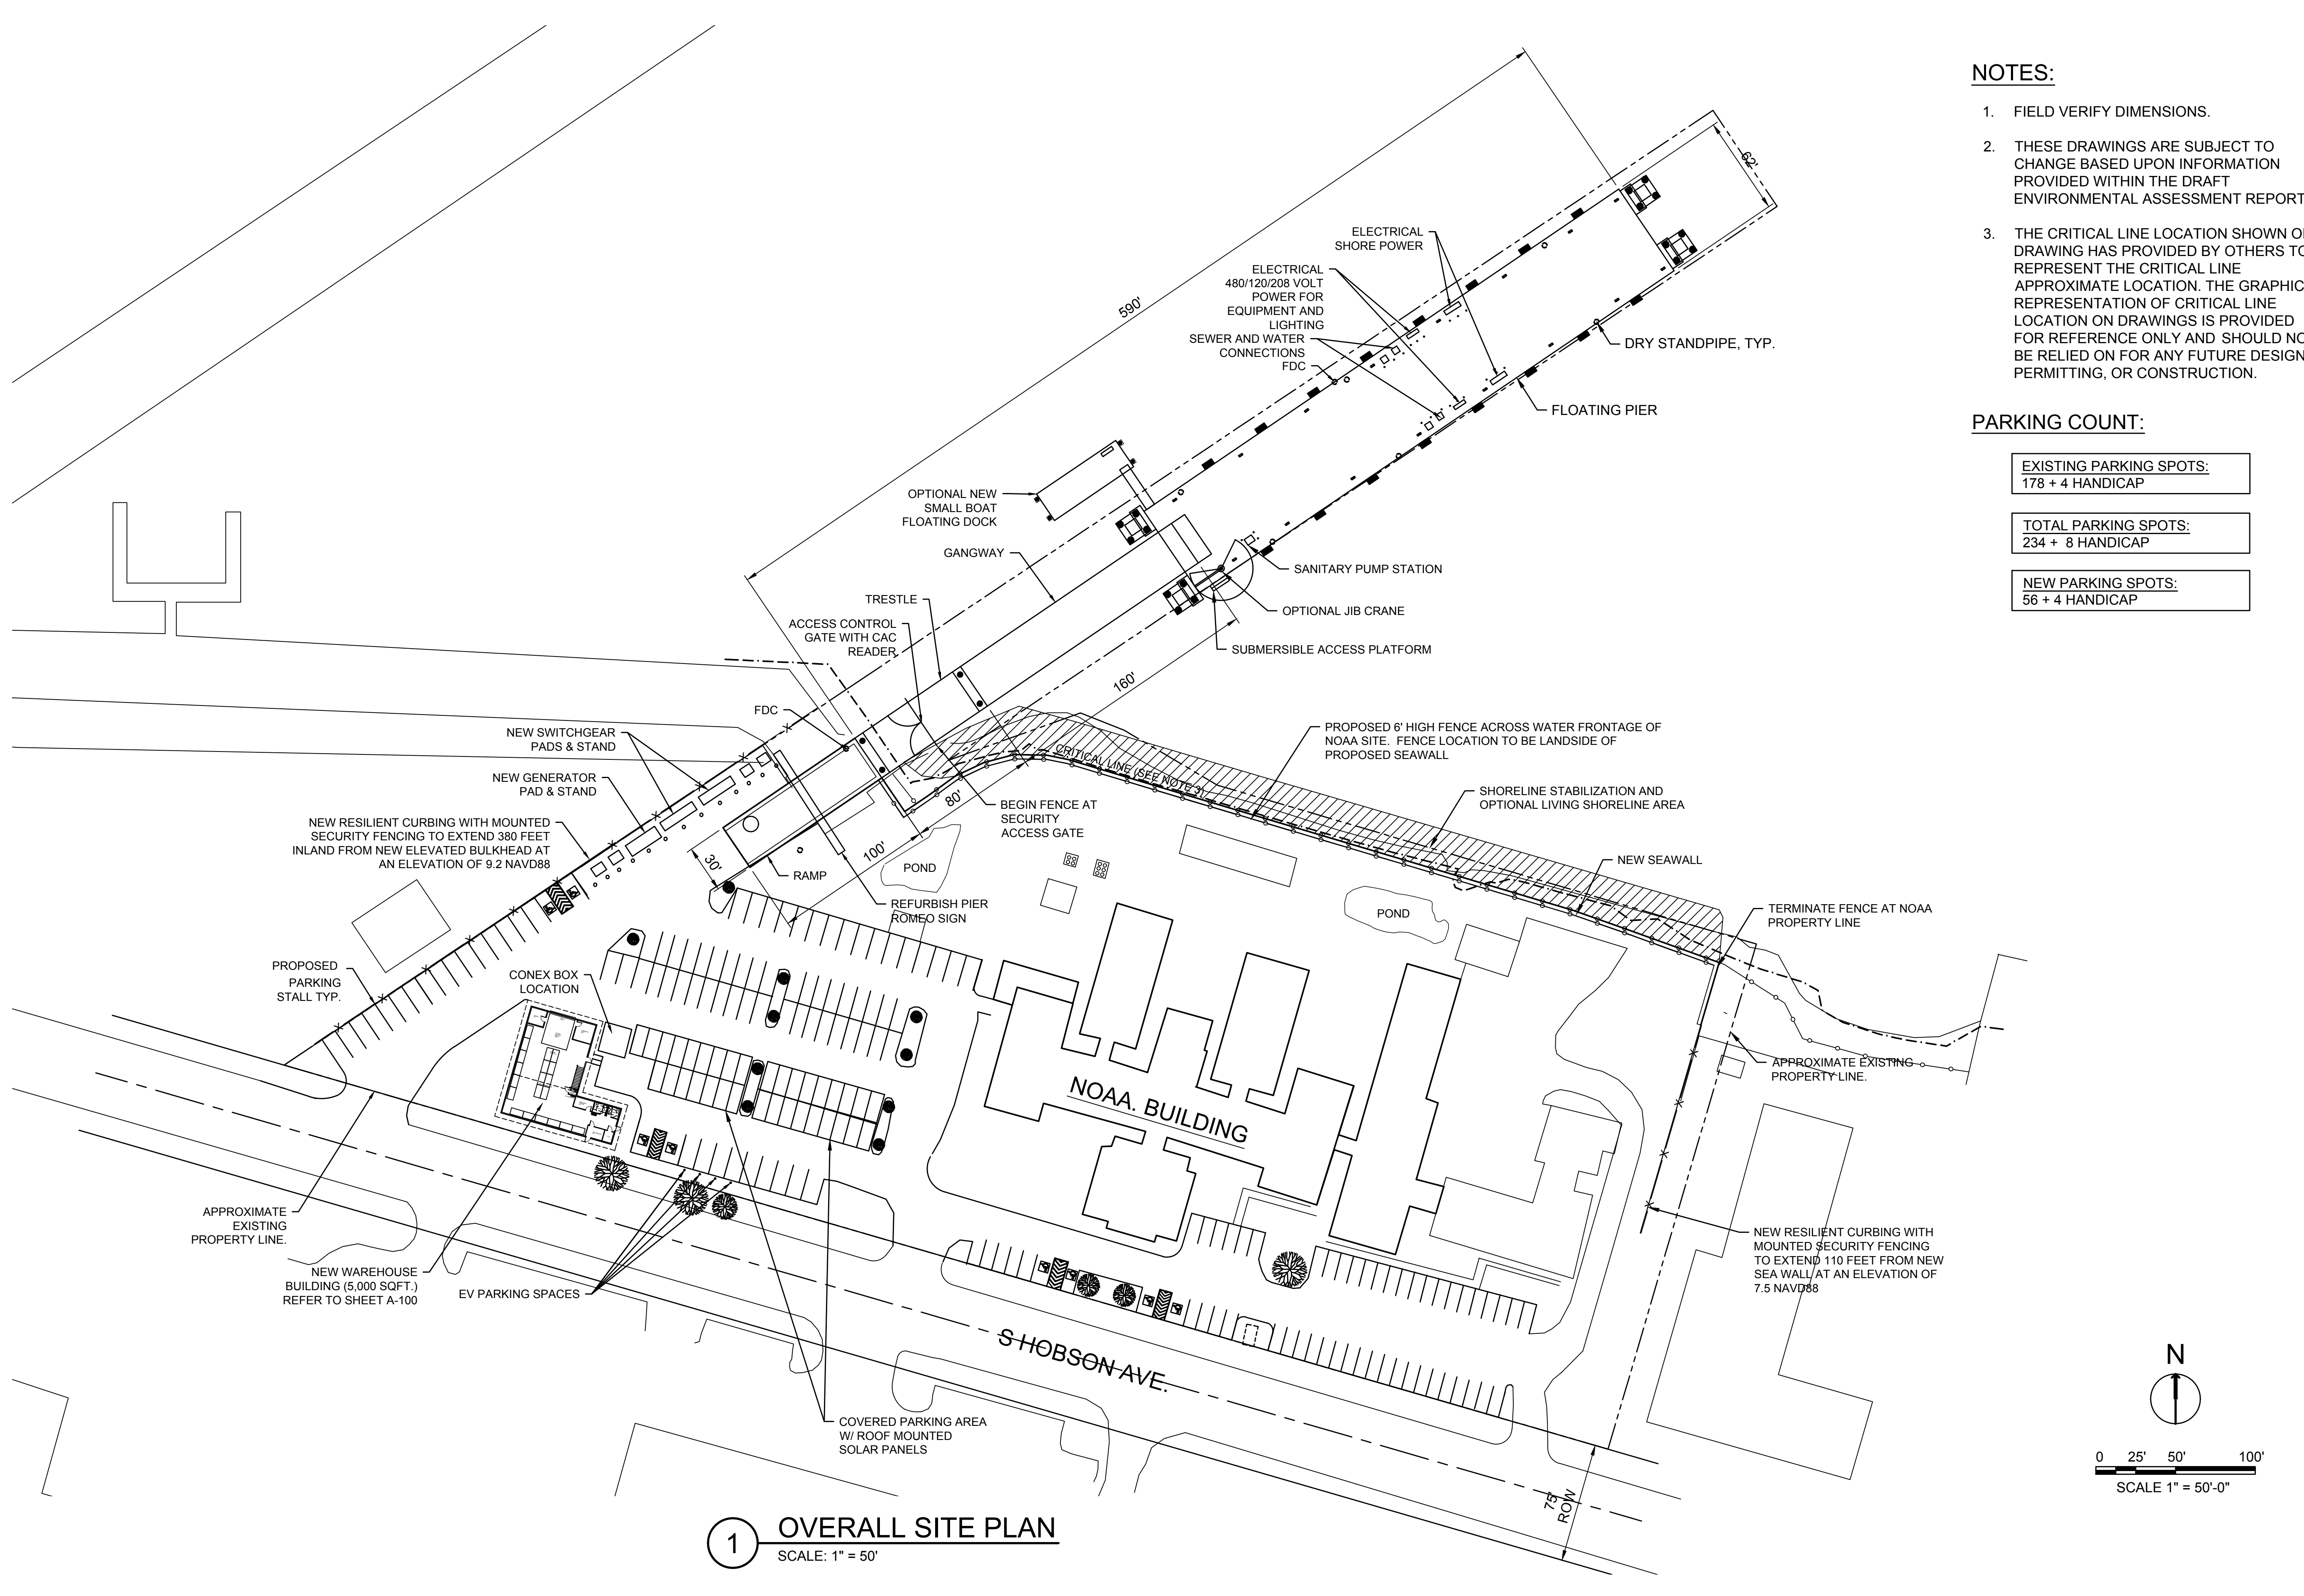 NOTES:
1. FIELD VERIFY DIMENSIONS.
2. THESE DRAWINGS ARE SUBJECT TO
CHANGE BASED UPON INFORMATION
PROVIDED WITHIN THE DRAFT
ENVIRONMENTAL ASSESSMENT REPORT
3. THE CRITICAL LINE LOCATION SHOWN
DRAWING HAS PROVIDED BY OTHERS TO
REPRESENT THE CRITICAL LINE
APPROXIMATE LOCATION. THE GRAPHIC
REPRESENTATION OF CRITICAL LINE
LOCATION ON DRAWINGS IS PROVIDED
FOR REFERENCE ONLY AND SHOULD
BE RELIED ON FOR ANY FUTURE DESIGN
PERMITTING, OR CONSTRUCTION.
PARKING COUNT:
EXISTING PARKING SPOTS:
178 + 4 HANDICAP
TOTAL PARKING SPOTS:
234 + 8 HANDICAP
NEW PARKING SPOTS:
56 + 4 HANDICAP
590'
62'
ELECTRICAL
SHORE POWER
ELECTRICAL
480/120/208 VOLT
POWER FOR
EQUIPMENT AND
LIGHTING
SEWER AND WATER
CONNECTIONS
FDC
DRY STANDPIPE, TYP.
FLOATING PIER
OPTIONAL NEW
SMALL BOAT
FLOATING DOCK
GANGWAY
TRESTLE
ACCESS CONTROL
GATE WITH CAC
READER
SANITARY PUMP STATION
OPTIONAL JIB CRANE
SUBMERSIBLE ACCESS PLATFORM
160'
FDC
NEW SWITCHGEAR
PADS & STAND
NEW GENERATOR
PAD & STAND
NEW RESILIENT CURBING WITH MOUNTED
SECURITY FENCING TO EXTEND 380 FEET
INLAND FROM NEW ELEVATED BULKHEAD AT
AN ELEVATION OF 9.2 NAVD88
PROPOSED 6' HIGH FENCE ACROSS WATER FRONTAGE OF
NOAA SITE. FENCE LOCATION TO BE LANDSIDE OF
PROPOSED SEAWALL
CRITICAL LINE (SEE NOTE 3)
SHORELINE STABILIZATION AND
OPTIONAL LIVING SHORELINE AREA
80'
BEGIN FENCE AT
SECURITY
ACCESS GATE
100'
30'
RAMP
POND
REFURBISH PIER
ROMEO SIGN
NEW SEAWALL
POND
TERMINATE FENCE AT NOAA
PROPERTY LINE
PROPOSED
PARKING
STALL TYP.
CONEX BOX
LOCATION
APPROXIMATE EXISTING
PROPERTY LINE.
NOAA. BUILDING
APPROXIMATE
EXISTING
PROPERTY LINE.
NEW WAREHOUSE
BUILDING (5,000 SQFT.)
REFER TO SHEET A-100
EV PARKING SPACES
NEW RESILIENT CURBING WITH
MOUNTED SECURITY FENCING
TO EXTEND 110 FEET FROM NEW
SEA WALL AT AN ELEVATION OF
7.5 NAVD88
S HOBSON AVE.
COVERED PARKING AREA
W/ ROOF MOUNTED
SOLAR PANELS
75'
ROW
N
0 25' 50' 100'
SCALE 1" = 50'-0"
1
OVERALL SITE PLAN
SCALE: 1" = 50'